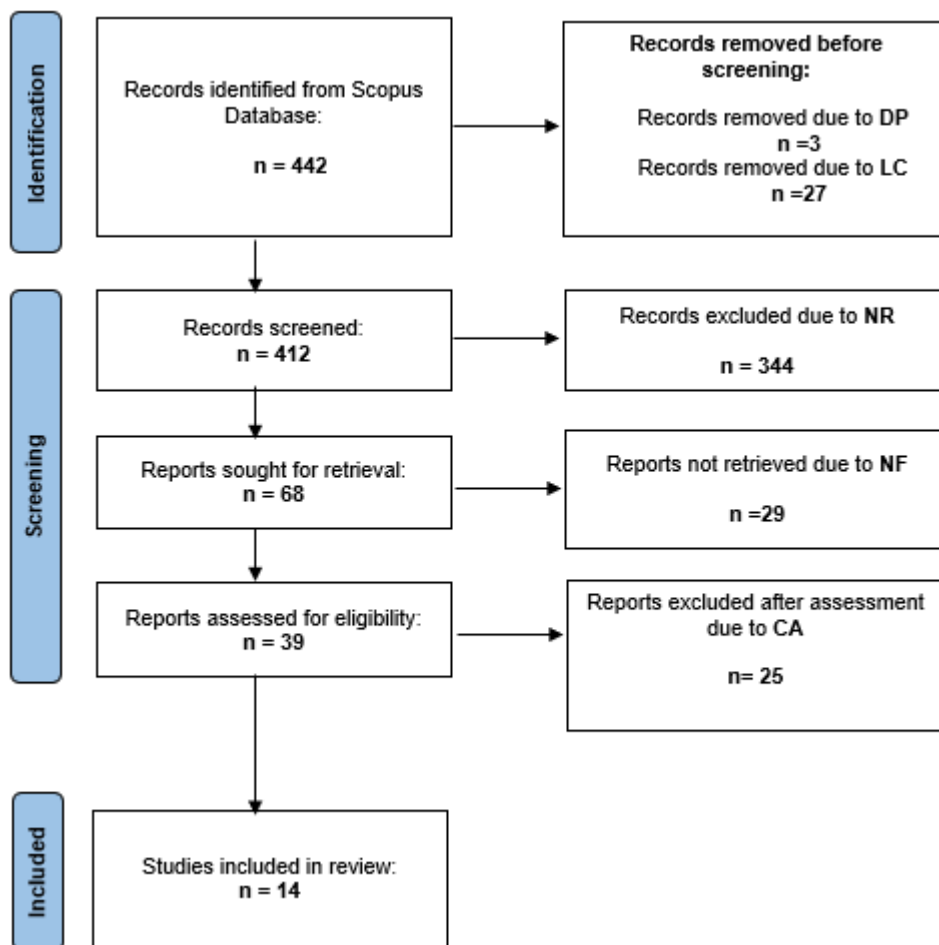 Identification
Records identified from Scopus
Database:
n = 442
Records removed before
screening:
Records removed due to DP
n =3
Records removed due to LC
n =27
Screening
Records screened:
n = 412
Records excluded due to NR
n = 344
Reports sought for retrieval:
n = 68
Reports not retrieved due to NF
n =29
Reports assessed for eligibility:
n = 39
Reports excluded after assessment
due to CA
n= 25
Included
Studies included in review:
n = 14